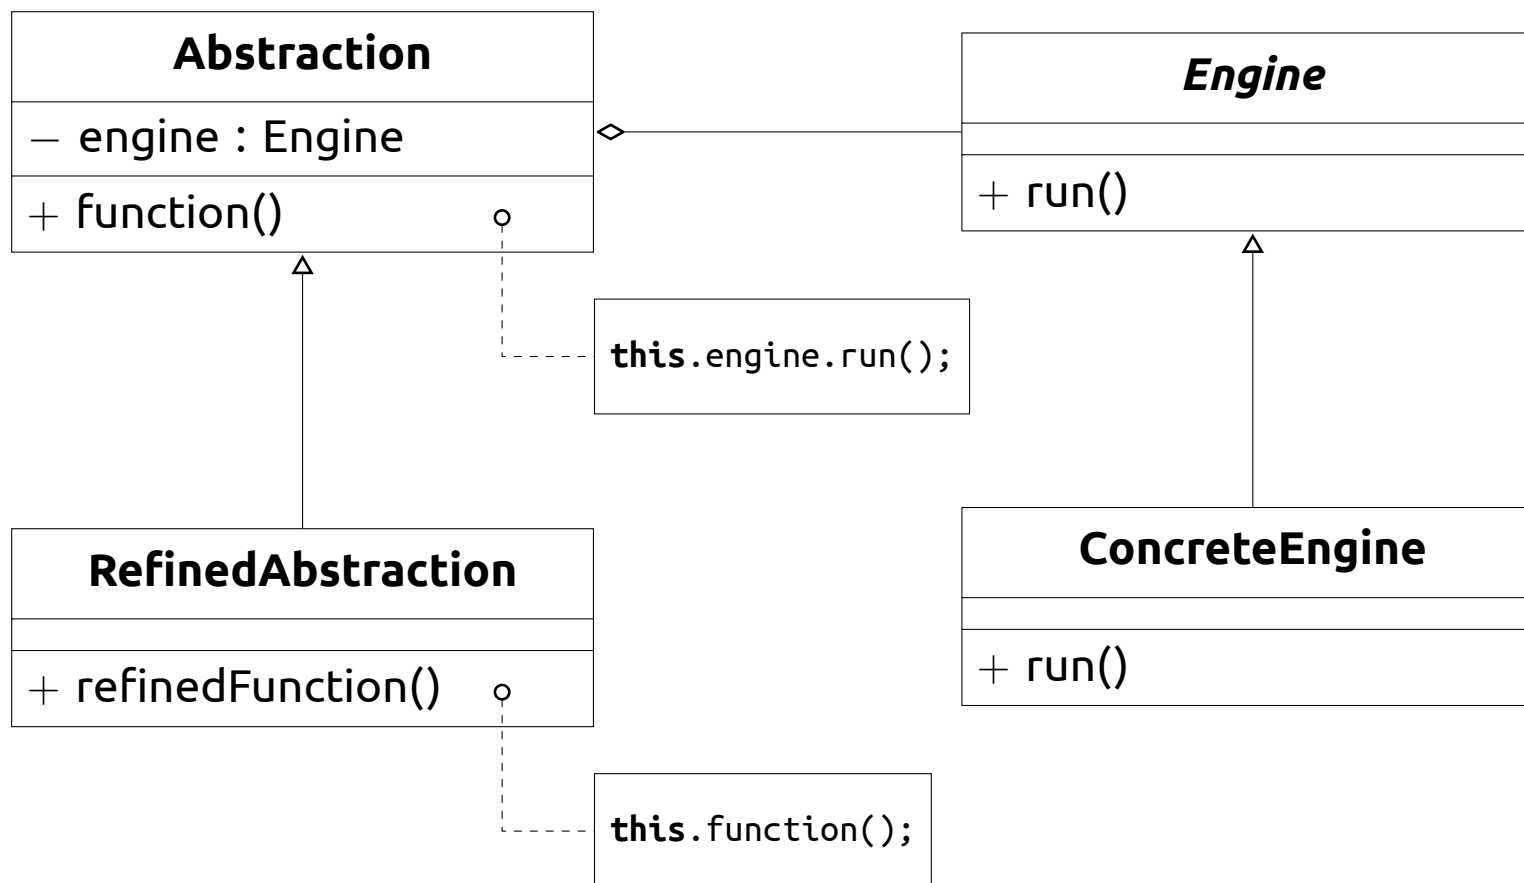 Abstraction
− engine : Engine
+ function()
Engine
+ run()
this.engine.run();
RefinedAbstraction
+ refinedFunction()
ConcreteEngine
+ run()
this.function();